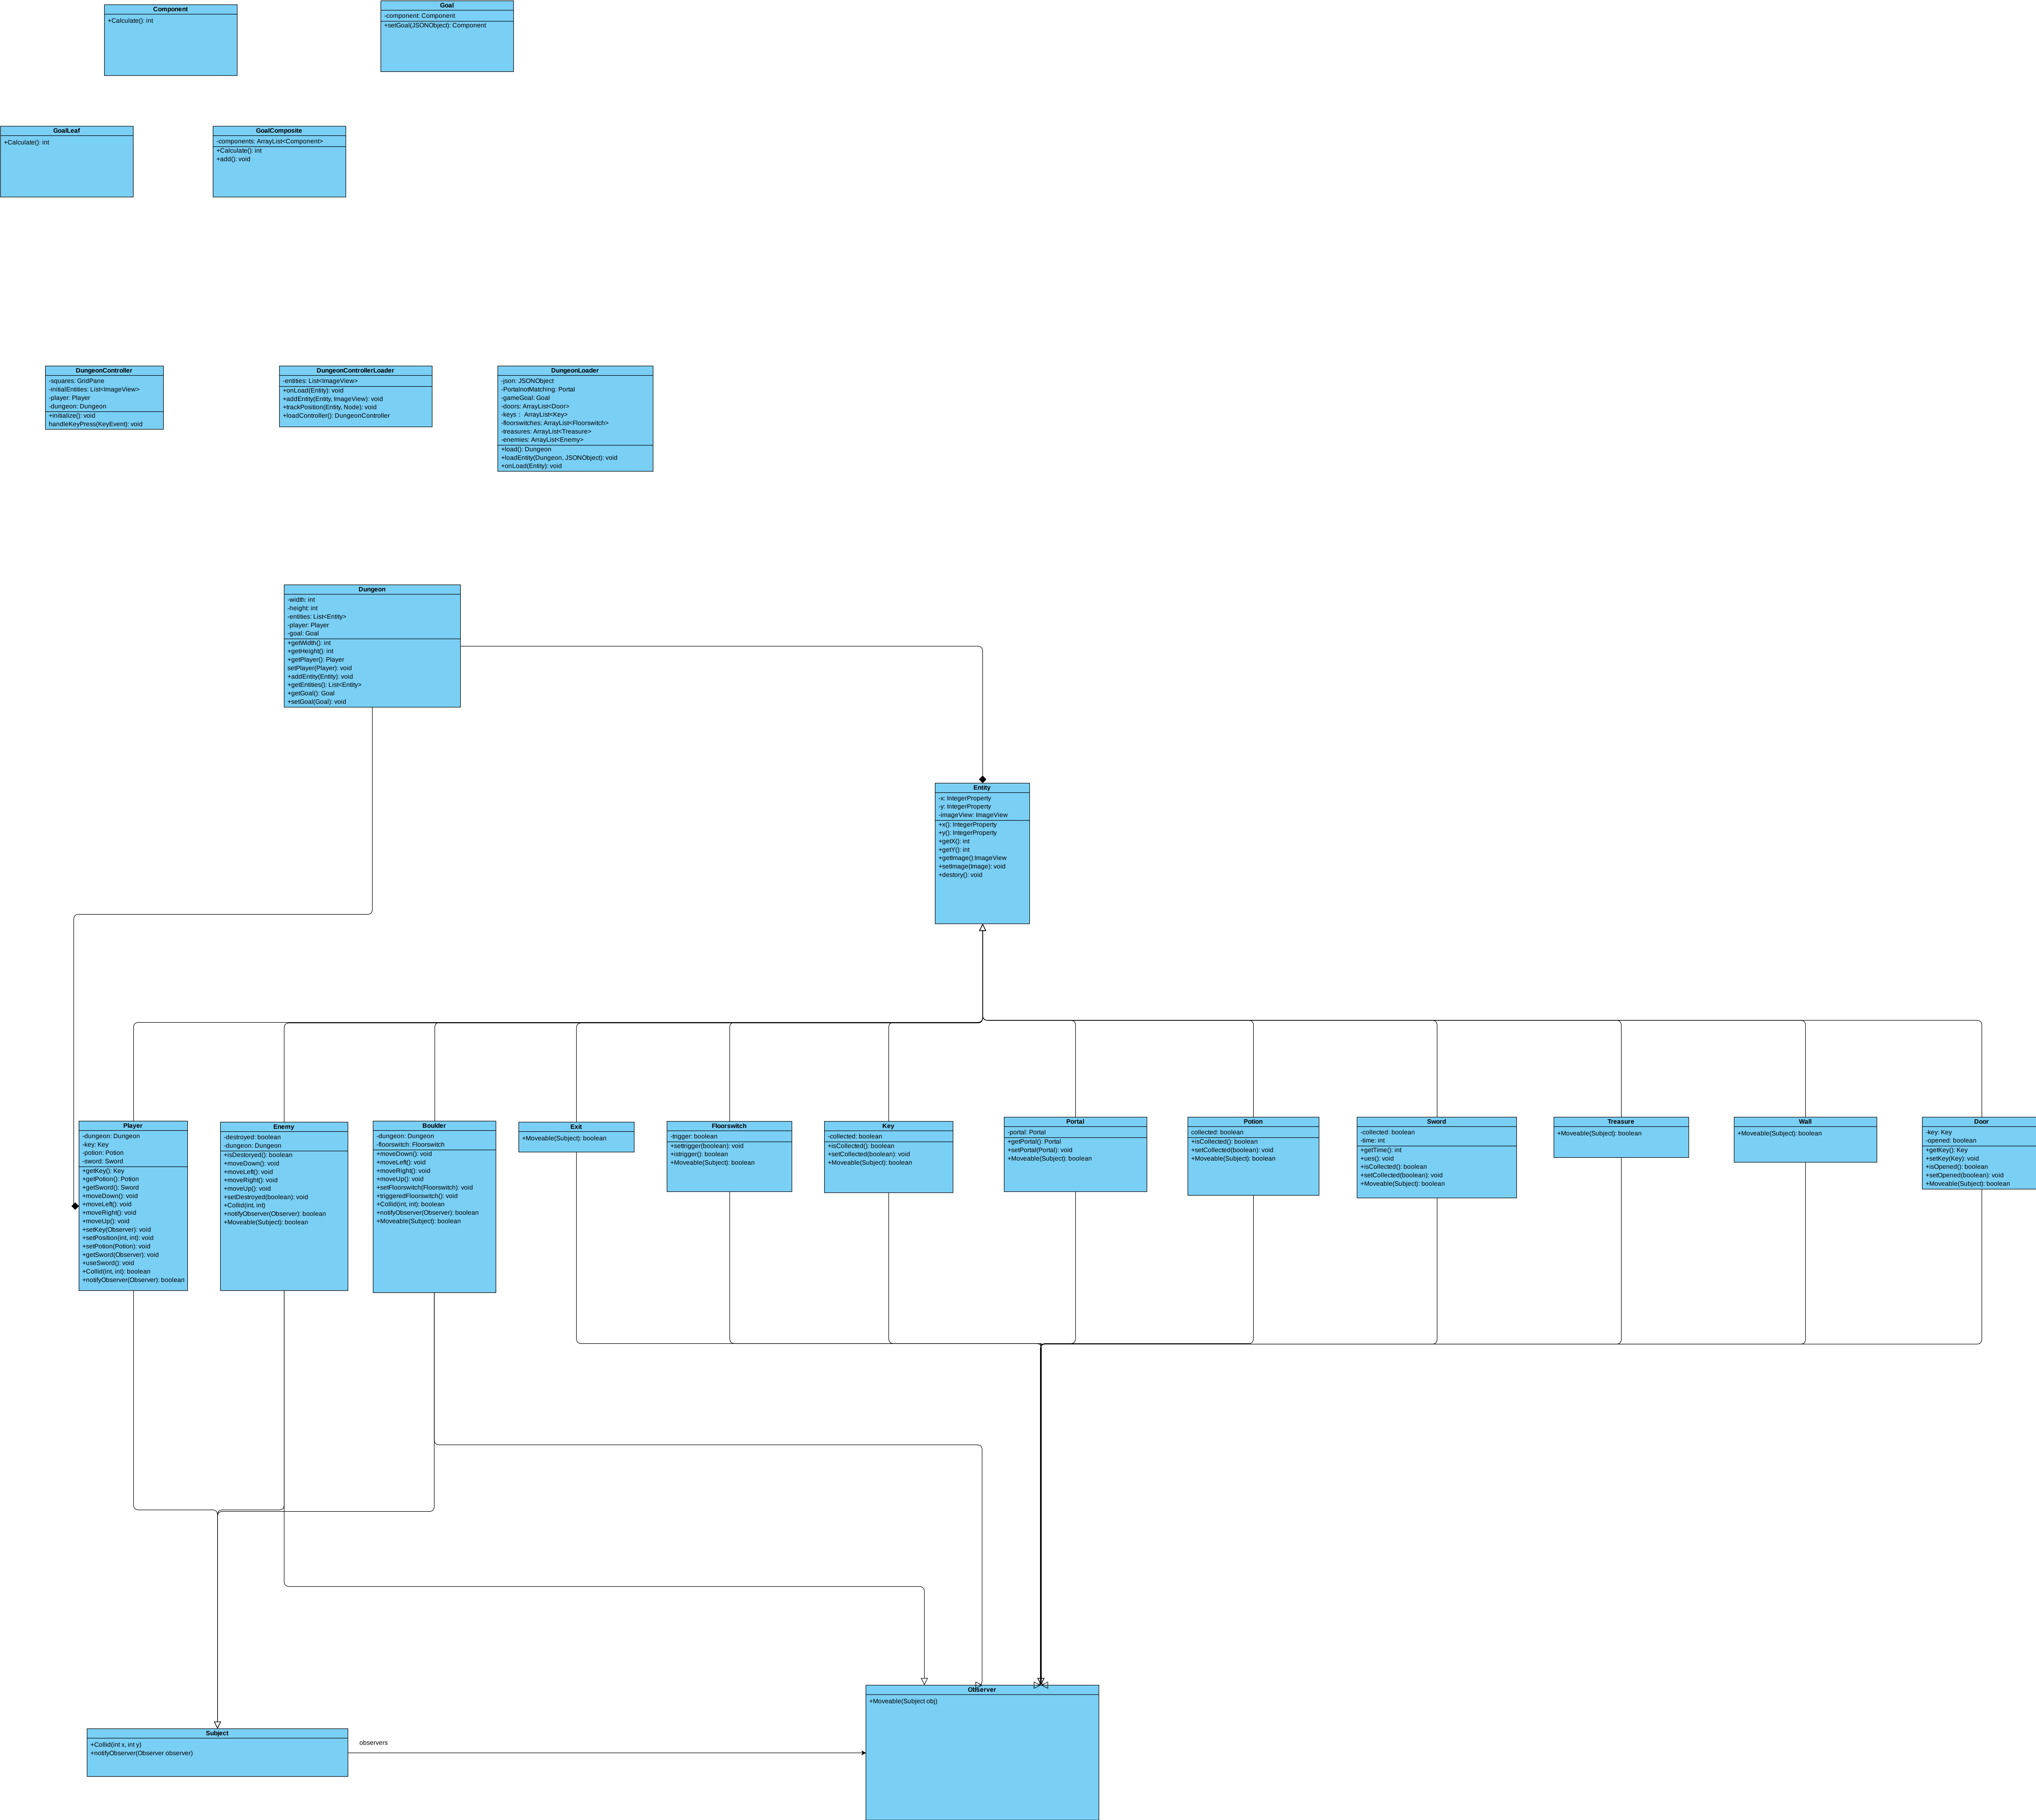 Component
+Calculate(): int
Goal
-component: Component
+setGoal(JSONObject): Component
GoalLeaf
+Calculate(): int
GoalComposite
-components: ArrayList<Component>
+Calculate(): int
+add(): void
DungeonController
-squares: GridPane
-initialEntities: List<ImageView>
-player: Player
-dungeon: Dungeon
+initialize(): void
handleKeyPress(KeyEvent): void
DungeonControllerLoader
-entities: List<ImageView>
+onLoad(Entity): void
+addEntity(Entity, ImageView): void
+trackPosition(Entity, Node): void
+loadController(): DungeonController
DungeonLoader
-json: JSONObject
-PortalnotMatching: Portal
-gameGoal: Goal
-doors: ArrayList<Door>
-keys： ArrayList<Key>
-floorswitches: ArrayList<Floorswitch>
-treasures: ArrayList<Treasure>
-enemies: ArrayList<Enemy>
+load(): Dungeon
+loadEntity(Dungeon, JSONObject): void
+onLoad(Entity): void
Dungeon
-width: int
-height: int
-entities: List<Entity>
-player: Player
-goal: Goal
+getWidth(): int
+getHeight(): int
+getPlayer(): Player
setPlayer(Player): void
+addEntity(Entity): void
+getEntities(): List<Entity>
+getGoal(): Goal
+setGoal(Goal): void
Entity
-x: IntegerProperty
-y: IntegerProperty
-imageView: ImageView
+x(): IntegerProperty
+y(): IntegerProperty
+getX(): int
+getY(): int
+getImage():ImageView
+setImage(Image): void
+destory(): void
Player
-dungeon: Dungeon
-key: Key
-potion: Potion
-sword: Sword
+getKey(): Key
+getPotion(): Potion
+getSword(): Sword
+moveDown(): void
+moveLeft(): void
+moveRight(): void
+moveUp(): void
+setKey(Observer): void
+setPosition(int, int): void
+setPotion(Potion): void
+getSword(Observer): void
+useSword(): void
+Collid(int, int): boolean
+notifyObserver(Observer): boolean
Enemy
-destroyed: boolean
-dungeon: Dungeon
+isDestoryed(): boolean
+moveDown(): void
+moveLeft(): void
+moveRight(): void
+moveUp(): void
+setDestroyed(boolean): void
+Collid(int, int)
+notifyObserver(Observer): boolean
+Moveable(Subject): boolean
Boulder
-dungeon: Dungeon
-floorswitch: Floorswitch
+moveDown(): void
+moveLeft(): void
+moveRight(): void
+moveUp(): void
+setFloorswitch(Floorswitch): void
+triggeredFloorswitch(): void
+Collid(int, int): boolean
+notifyObserver(Observer): boolean
+Moveable(Subject): boolean
Exit
+Moveable(Subject): boolean
Floorswitch
-trigger: boolean
+settrigger(boolean): void
+istrigger(): boolean
+Moveable(Subject): boolean
Key
-collected: boolean
+isCollected(): boolean
+setCollected(boolean): void
+Moveable(Subject): boolean
Portal
-portal: Portal
+getPortal(): Portal
+setPortal(Portal): void
+Moveable(Subject): boolean
Potion
collected: boolean
+isCollected(): boolean
+setCollected(boolean): void
+Moveable(Subject): boolean
Sword
-collected: boolean
-time: int
+getTime(): int
+ues(): void
+isCollected(): boolean
+setCollected(boolean): void
+Moveable(Subject): boolean
Treasure
+Moveable(Subject): boolean
Wall
+Moveable(Subject): boolean
Door
-key: Key
-opened: boolean
+getKey(): Key
+setKey(Key): void
+isOpened(): boolean
+setOpened(boolean): void
+Moveable(Subject): boolean
Subject
+Collid(int x, int y)
+notifyObserver(Observer observer)
observers
Observer
+Moveable(Subject obj)